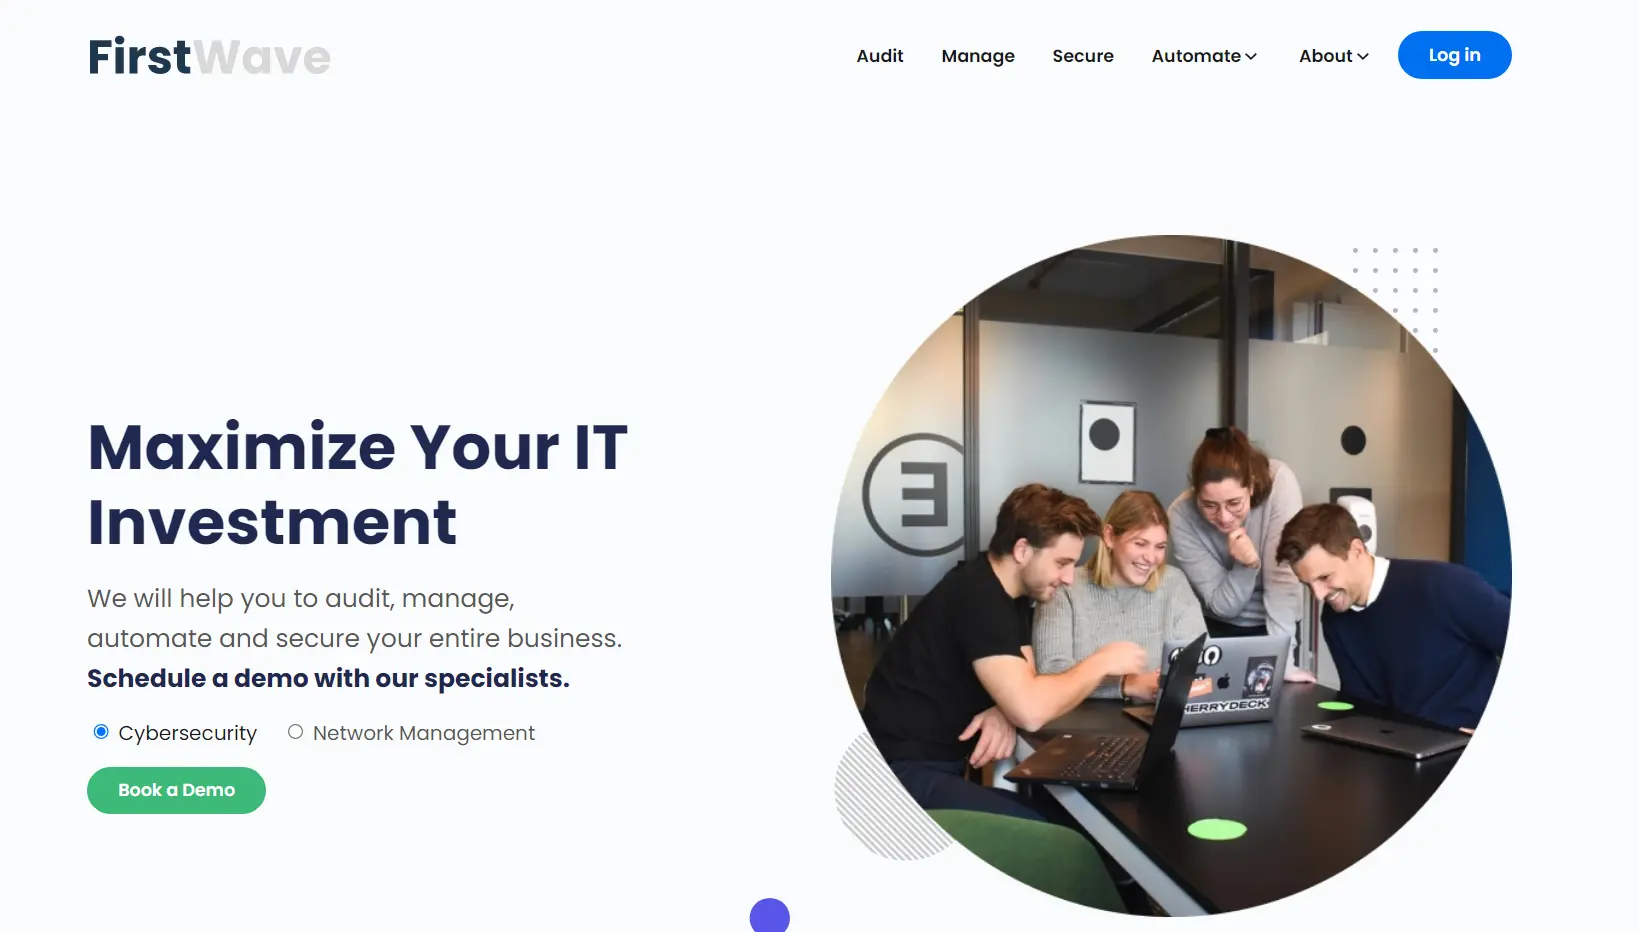 FirstWave
Audit Manage Secure Automate About Log in
Maximize Your IT
Investment
We will help you to audit, manage,
automate and secure your entire business.
Schedule a demo with our specialists.
Cybersecurity Network Management
Book a Demo
HERRYDECK